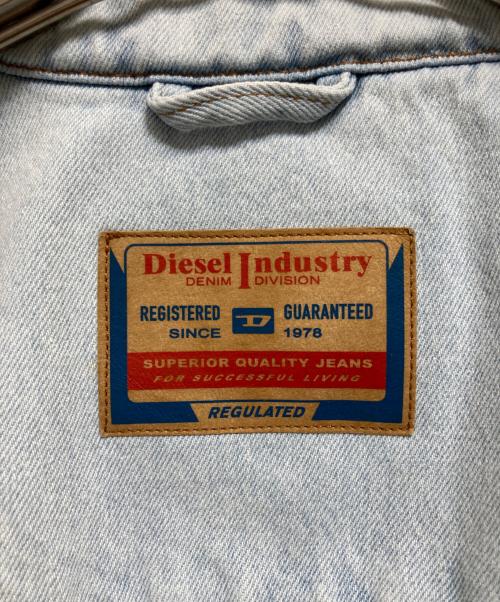 Diesel Industry
DENIM DIVISION
REGISTERED GUARANTEED
SINCE D 1978
SUPERIOR QUALITY JEANS
FOR SUCCESSFUL LIVING
REGULATED